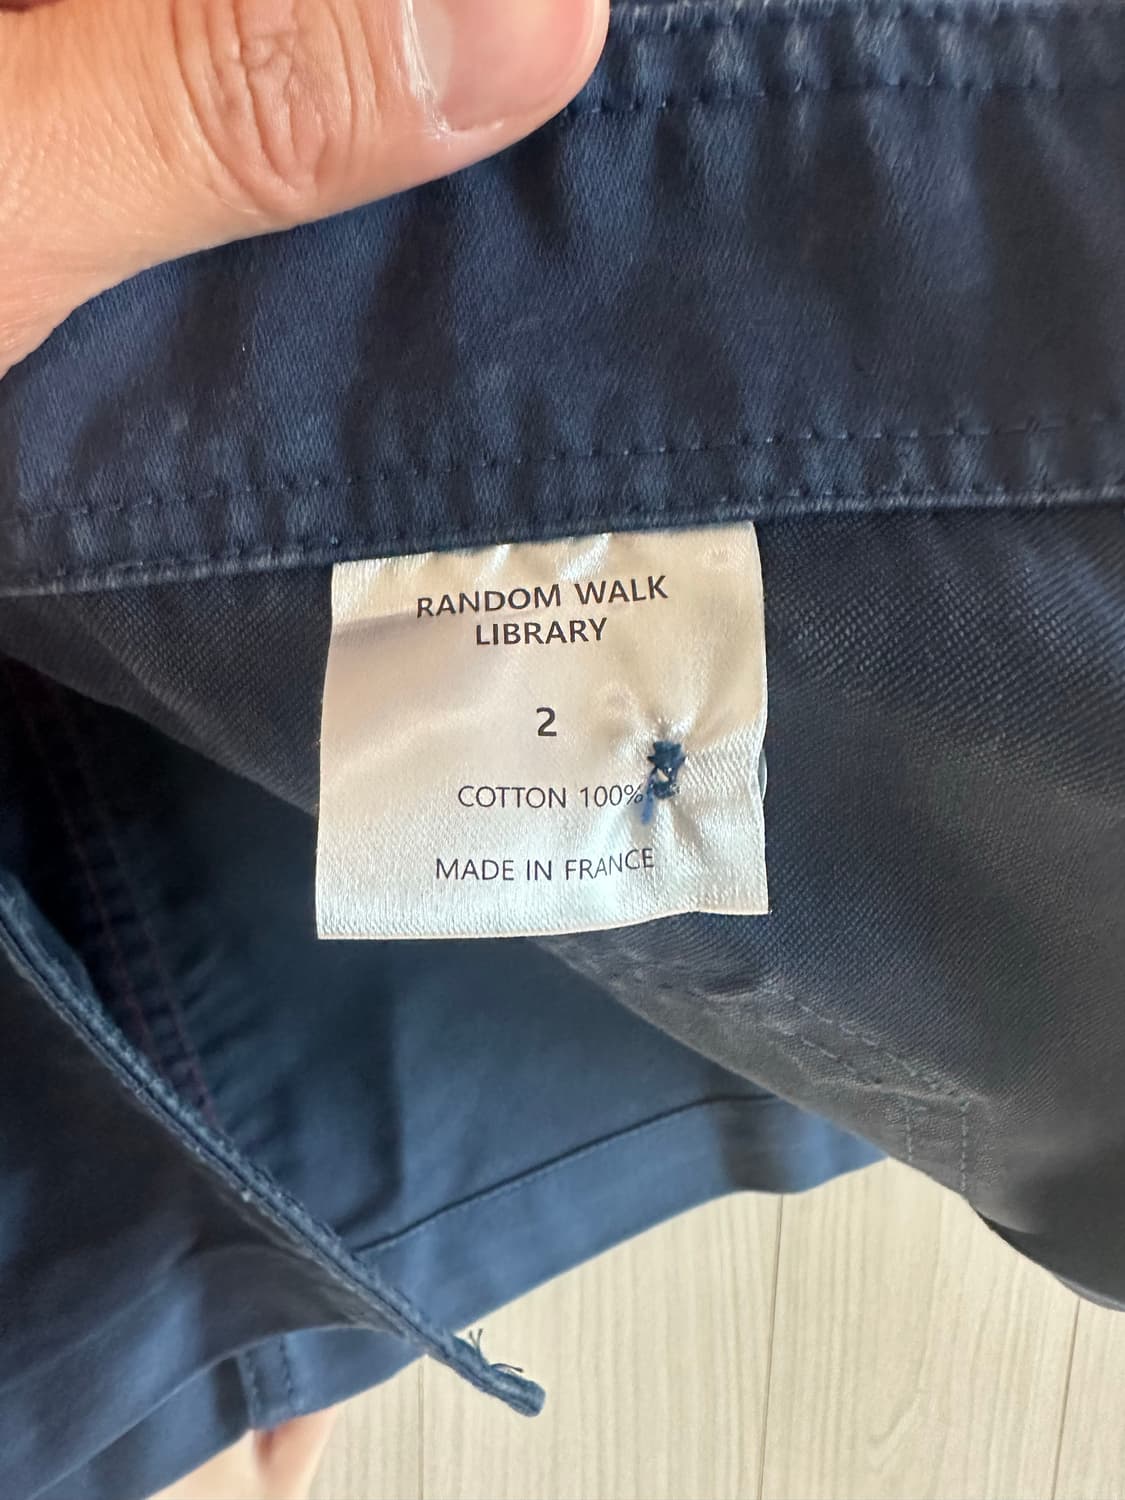 RANDOM WALK
LIBRARY
2
COTTON 100%
MADE IN FRANCE